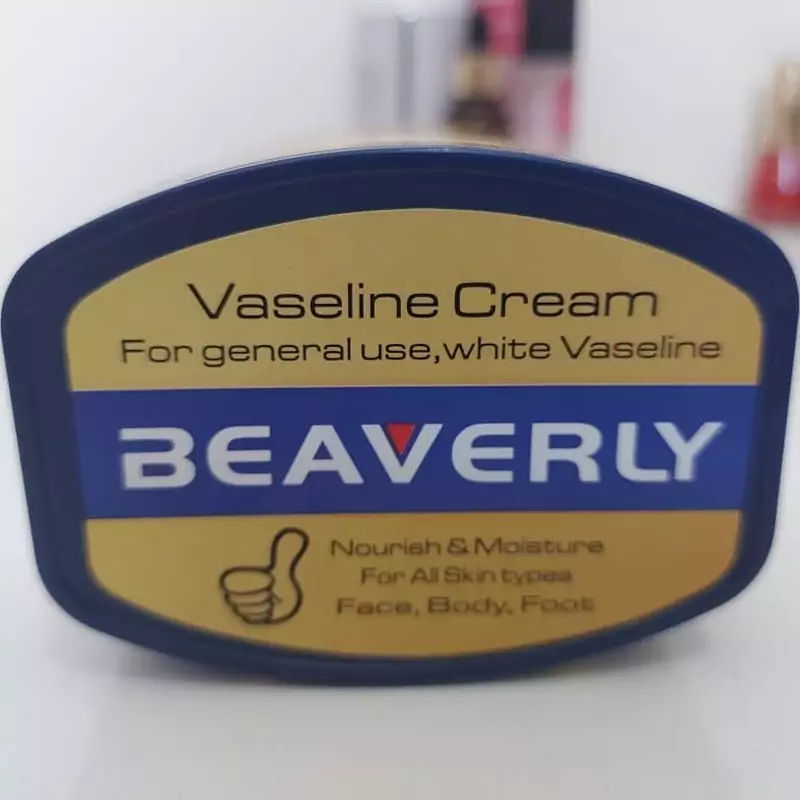 Vaseline Cream
For general use,white Vaseline
BEAVERLY
Nourish & Moisture
For All Skin types
Face, Body, Foot